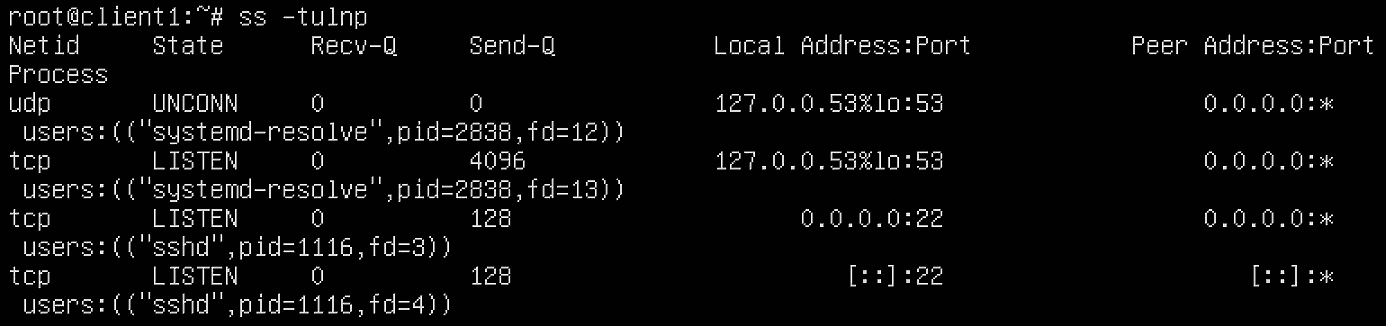 root@client1:~# ss -tulnp
Netid State Recv-Q Send-Q Local Address:Port Peer Address:Port
Process
udp UNCONN 0 0 127.0.0.53%lo:53 0.0.0.0:*
users:(("systemd-resolve",pid=2838,fd=12))
tcp LISTEN 0 4096 127.0.0.53%lo:53 0.0.0.0:*
users:(("systemd-resolve",pid=2838,fd=13))
tcp LISTEN 0 128 0.0.0.0:22 0.0.0.0:*
users:(("sshd",pid=1116,fd=3))
tcp LISTEN 0 128 [::]:22 [::]:*
users:(("sshd",pid=1116,fd=4))